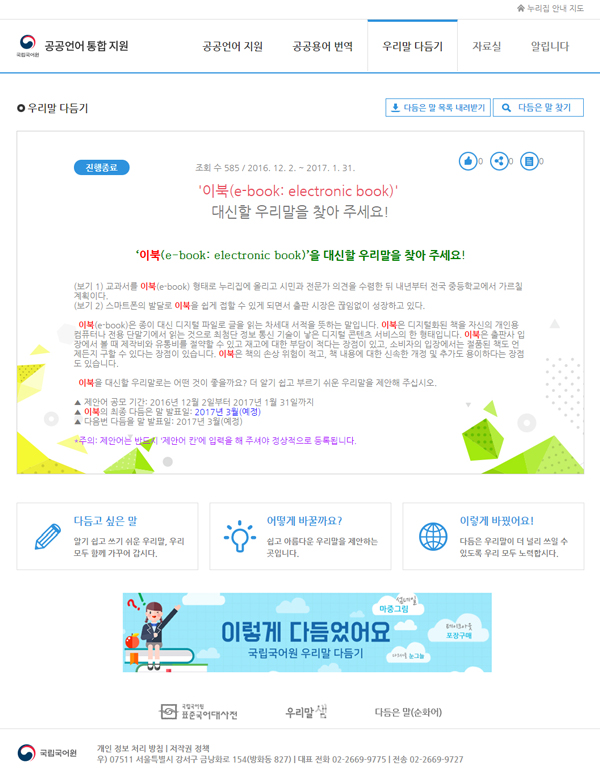 누리집 안내 지도
국립국어원 공공언어 통합 지원 공공언어 지원 공공용어 번역 우리말 다듬기 자료실 알립니다
우리말 다듬기 다듬은 말 목록 내려받기 다듬은 말 찾기
진행종료 조회 수 585 / 2016. 12. 2. ~ 2017. 1. 31. 0 0 0
'이북(e-book: electronic book)'
대신할 우리말을 찾아 주세요!
‘이북(e-book: electronic book)’을 대신할 우리말을 찾아 주세요!
(보기 1) 교과서를 이북(e-book) 형태로 누리집에 올리고 시민과 전문가 의견을 수렴한 뒤 내년부터 전국 중등학교에서 가르칠
계획이다.
(보기 2) 스마트폰의 발달로 이북을 쉽게 접할 수 있게 되면서 출판 시장은 끊임없이 성장하고 있다.
이북(e-book)은 종이 대신 디지털 파일로 글을 읽는 차세대 서적을 뜻하는 말입니다. 이북은 디지털화된 책을 자신의 개인용
컴퓨터나 전용 단말기에서 읽는 것으로 최첨단 정보 통신 기술이 낳은 디지털 콘텐츠 서비스의 한 형태입니다. 이북은 출판사 입
장에서 볼 때 제작비와 유통비를 절약할 수 있고 재고에 대한 부담이 적다는 장점이 있고, 소비자의 입장에서는 절품된 책도 언
제든지 구할 수 있다는 장점이 있습니다. 이북은 책의 손상 위험이 적고, 책 내용에 대한 신속한 개정 및 추가도 용이하다는 장점
도 있습니다.
이북을 대신할 우리말로는 어떤 것이 좋을까요? 더 알기 쉽고 부르기 쉬운 우리말을 제안해 주십시오.
▲ 제안어 공모 기간: 2016년 12월 2일부터 2017년 1월 31일까지
▲ 이북의 최종 다듬은 말 발표일: 2017년 3월(예정)
▲ 다음번 다듬을 말 발표일: 2017년 3월(예정)
*주의: 제안어는 반드시 ‘제안어 칸’에 입력을 해 주셔야 정상적으로 등록됩니다.
다듬고 싶은 말 어떻게 바꿀까요? 이렇게 바꿨어요!
알기 쉽고 쓰기 쉬운 우리말, 우리 쉽고 아름다운 우리말을 제안하는 다듬은 우리말이 더 널리 쓰일 수
모두 함께 가꾸어 갑시다. 곳입니다. 있도록 우리 모두 노력합시다.
마중그림
이렇게 다듬었어요
포장구매
국립국어원 우리말 다듬기
눈그늘
국립국어원
표준국어대사전 우리말샘 다듬은 말(순화어)
국립국어원 개인 정보 처리 방침 | 저작권 정책
우) 07511 서울특별시 강서구 금낭화로 154(방화동 827) | 대표 전화 02-2669-9775 | 전송 02-2669-9727